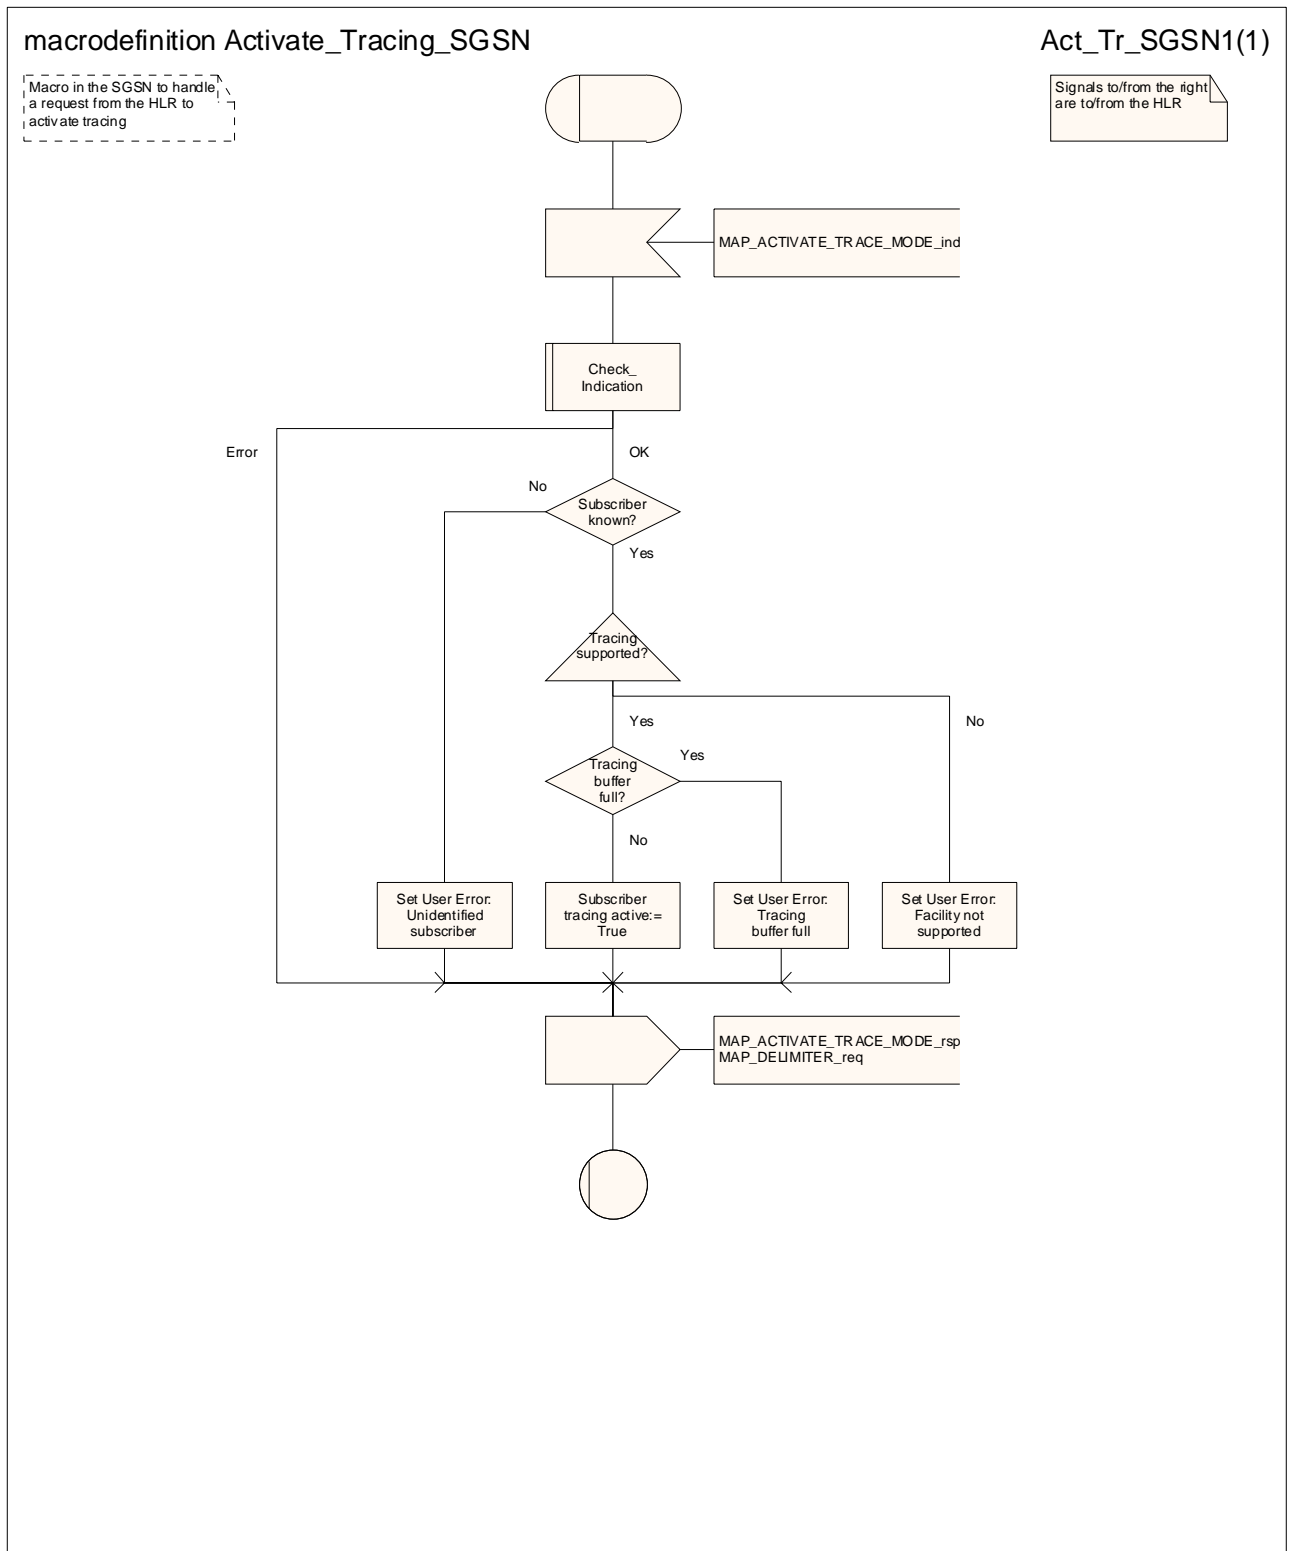 macrodefinition Activate_Tracing_SGSN
Act_Tr_SGSN1(1)
Macro in the SGSN to handle
a request from the HLR to
activate tracing
Signals to/from the right
are to/from the HLR
MAP_ACTIVATE_TRACE_MODE_ind
Check_
Indication
Error
OK
No
Subscriber
known?
Yes
Tracing
supported?
Yes
No
Yes
Tracing
buffer
full?
No
Set User Error:
Unidentified
subscriber
Subscriber
tracing active:=
True
Set User Error:
Tracing
buffer full
Set User Error:
Facility not
supported
MAP_ACTIVATE_TRACE_MODE_rsp
MAP_DELIMITER_req